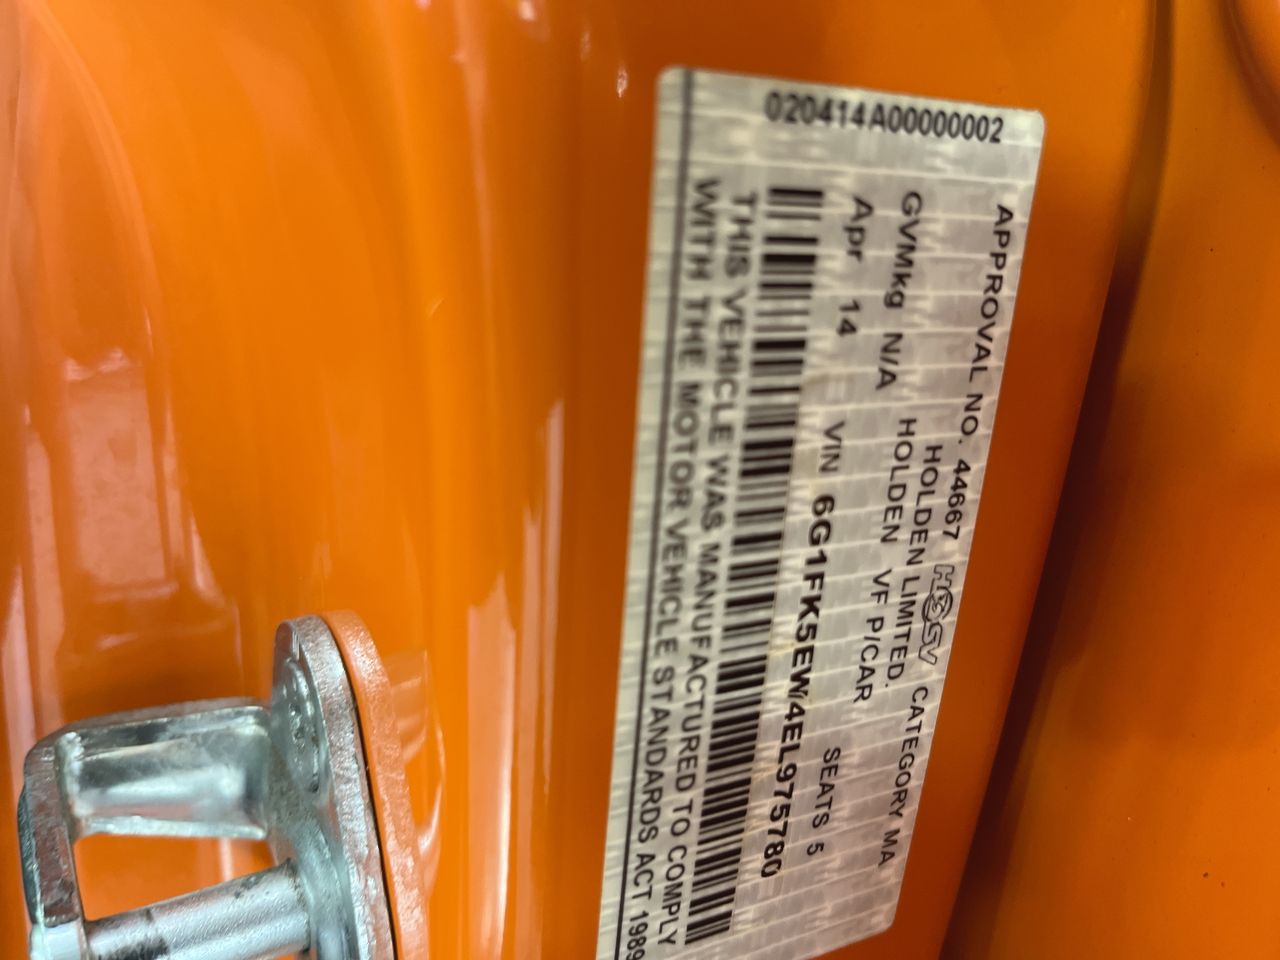 020414A00000002
APPROVAL NO. 44667 HSV CATEGORY MA
HOLDEN LIMITED.
GVMkg N/A HOLDEN VF P/CAR
Apr 14 VIN 6G1FK5EW4EL975780 SEATS 5
THIS VEHICLE WAS MANUFACTURED TO COMPLY
WITH THE MOTOR VEHICLE STANDARDS ACT 1989